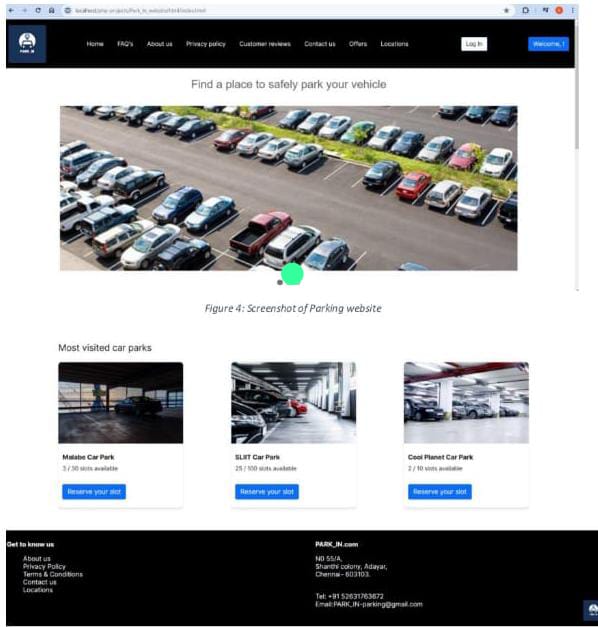 localhost/php-projects/Park_In_website/html/index.html
PARK_IN
Home FAQ's About us Privacy policy Customer reviews Contact us Offers Locations Log In Welcome, !
Find a place to safely park your vehicle
Figure 4: Screenshot of Parking website
Most visited car parks
Malabe Car Park SLIIT Car Park Cool Planet Car Park
3 / 50 slots available 25 / 100 slots available 2 / 10 slots available
Reserve your slot Reserve your slot Reserve your slot
Get to know us PARK_IN.com
About us N0 55/A,
Privacy Policy Shanthi colony, Adayar,
Terms & Conditions Chennai - 603103.
Contact us
Locations
Tel: +91 52631763672
Email:PARK_IN-parking@gmail.com